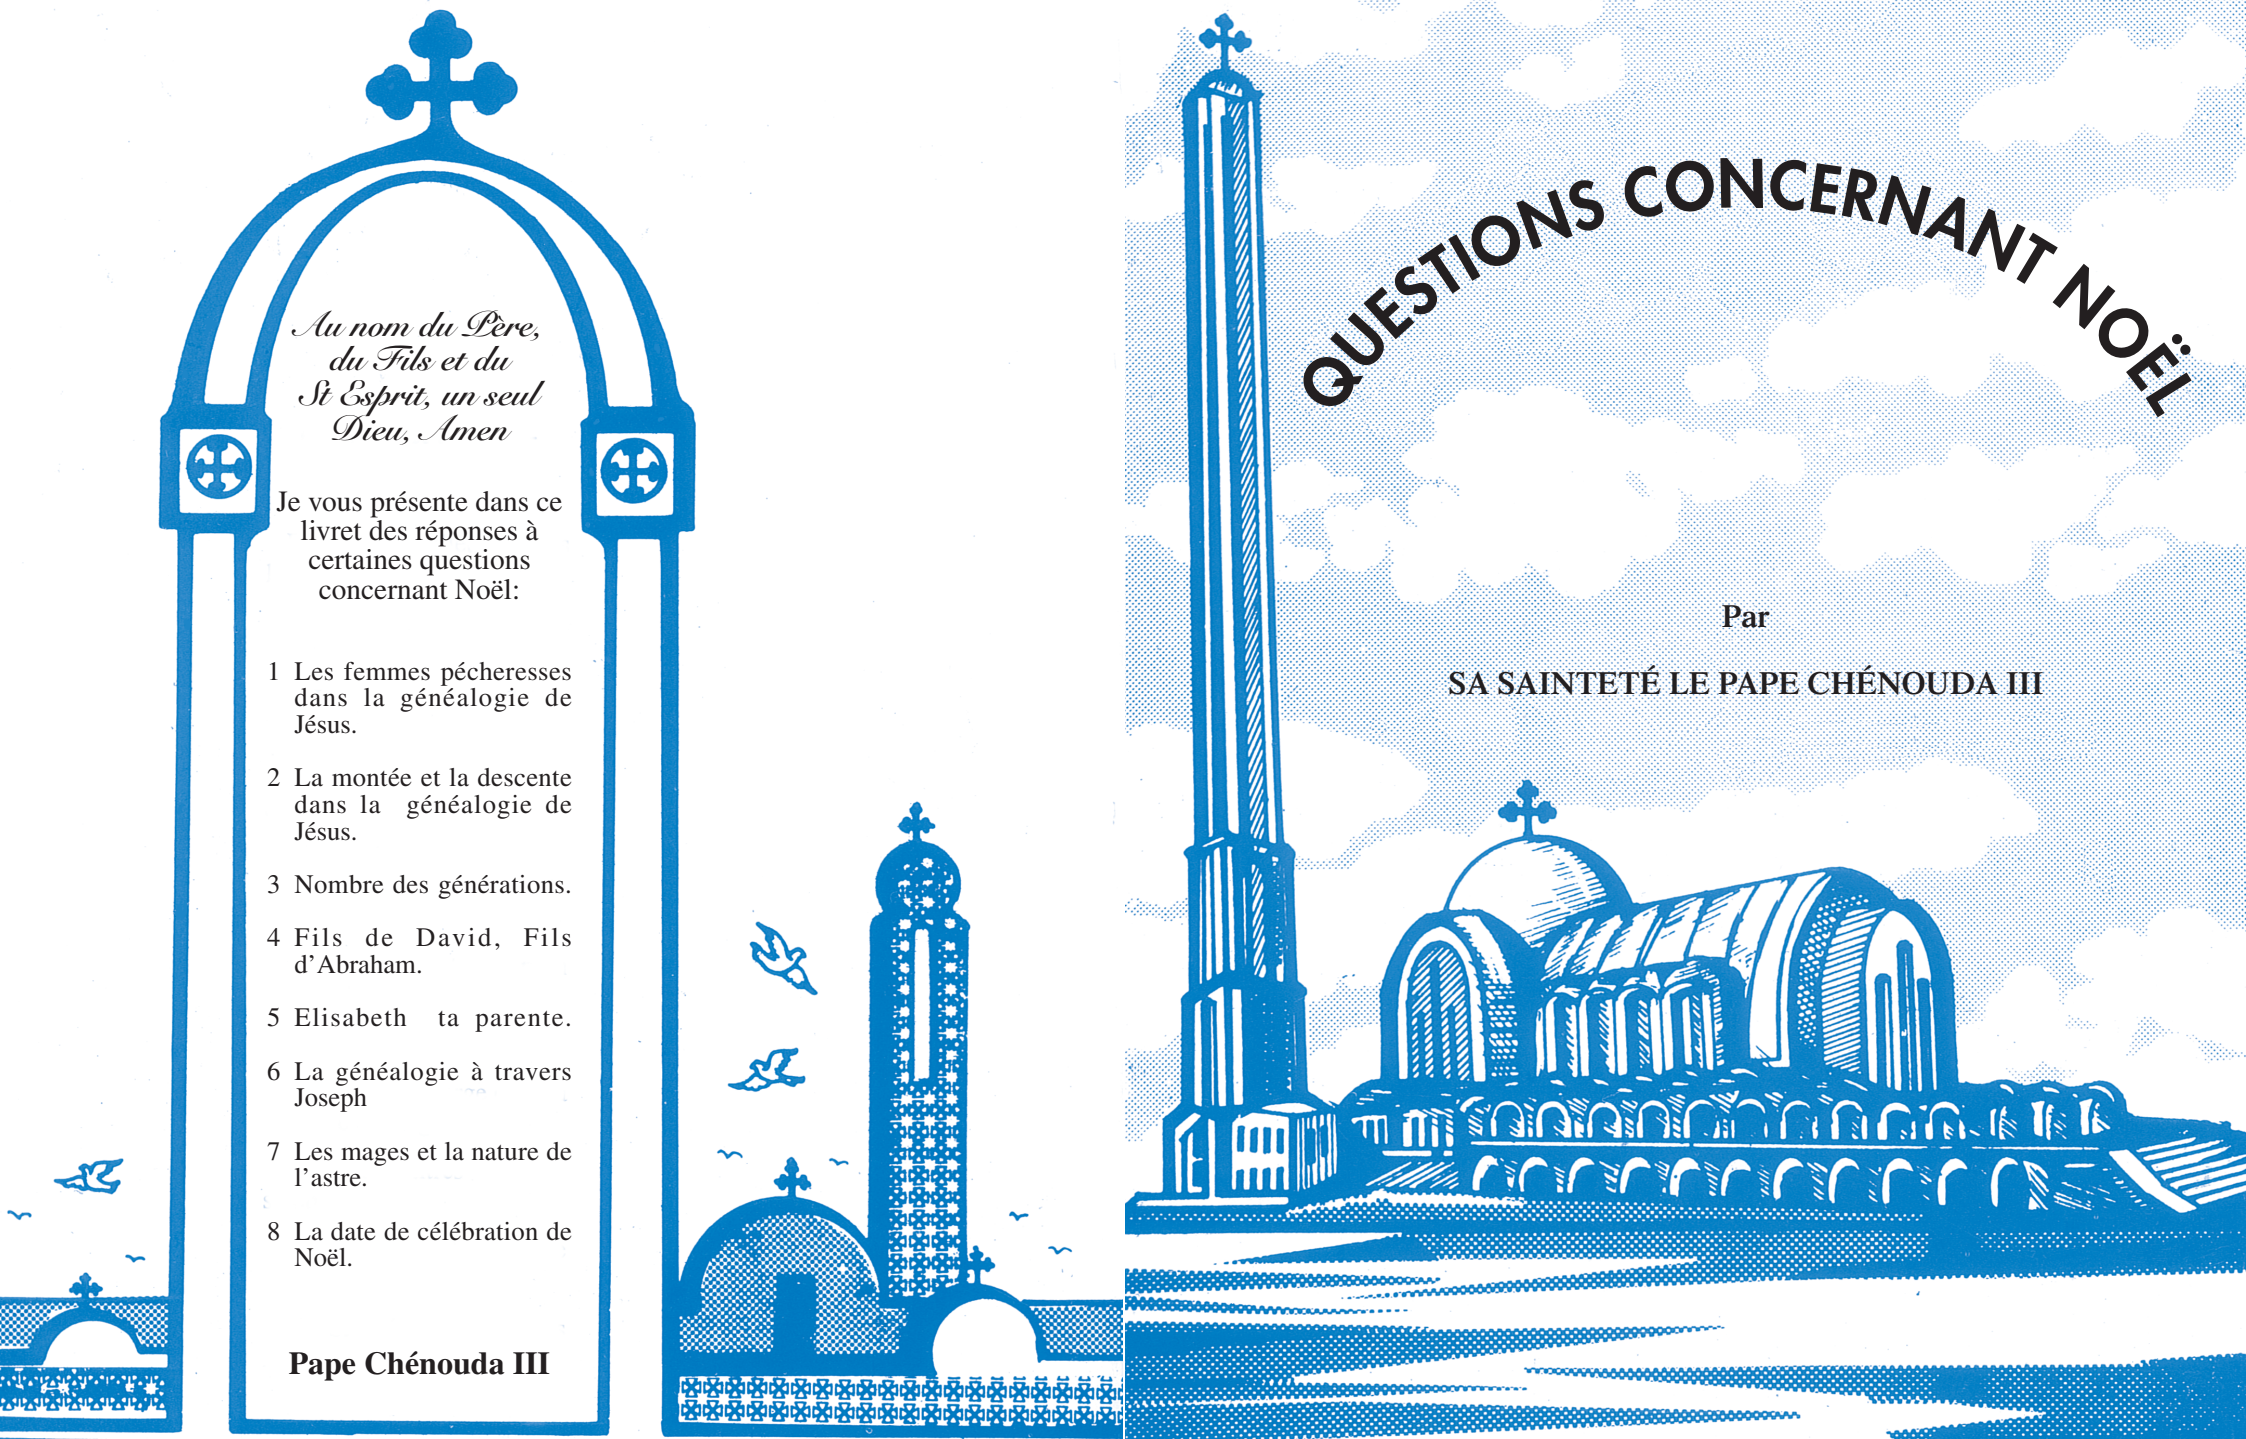 Au nom du Père,
du Fils et du
St Esprit, un seul
Dieu, Amen
Je vous présente dans ce
livret des réponses à
certaines questions
concernant Noël:
1 Les femmes pécheresses
dans la généalogie de
Jésus.
2 La montée et la descente
dans la généalogie de
Jésus.
3 Nombre des générations.
4 Fils de David, Fils
d'Abraham.
5 Elisabeth ta parente.
6 La généalogie à travers
Joseph
7 Les mages et la nature de
l'astre.
8 La date de célébration de
Noël.
Pape Chénouda III
QUESTIONS CONCERNANT NOËL
Par
SA SAINTETÉ LE PAPE CHÉNOUDA III